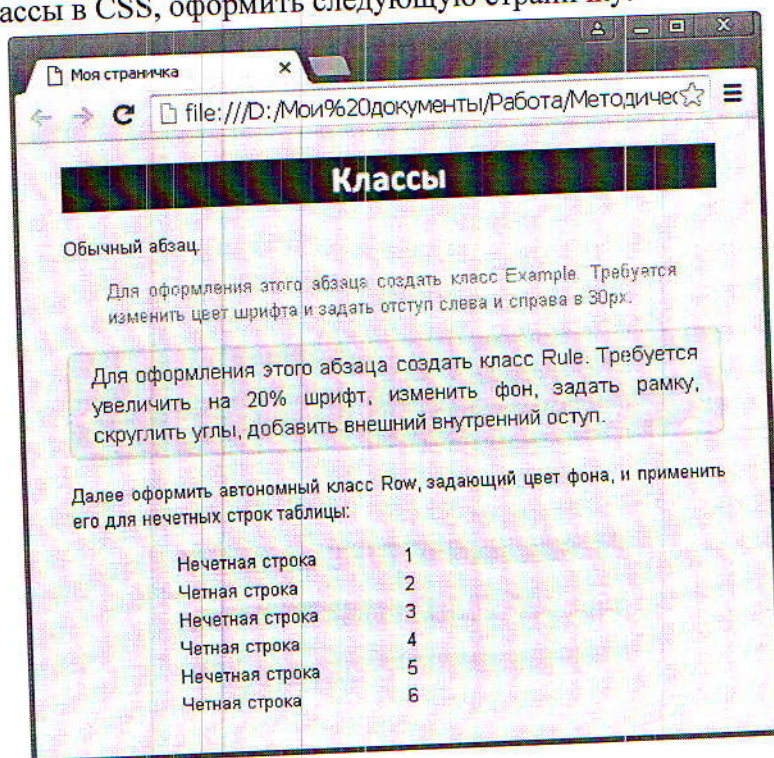 ассы в CSS, оформить следующую страничку:
Моя страничка
file:///D:/Мои%20документы/Работа/Методичес
Классы
Обычный абзац.
Для оформления этого абзаца создать класс Example. Требуется
изменить цвет шрифта и задать отступ слева и справа в 30px.
Для оформления этого абзаца создать класс Rule. Требуется
увеличить на 20% шрифт, изменить фон, задать рамку,
скруглить углы, добавить внешний внутренний оступ.
Далее оформить автономный класс Row, задающий цвет фона, и применить
его для нечетных строк таблицы:
Нечетная строка 1
Четная строка 2
Нечетная строка 3
Четная строка 4
Нечетная строка 5
Четная строка 6